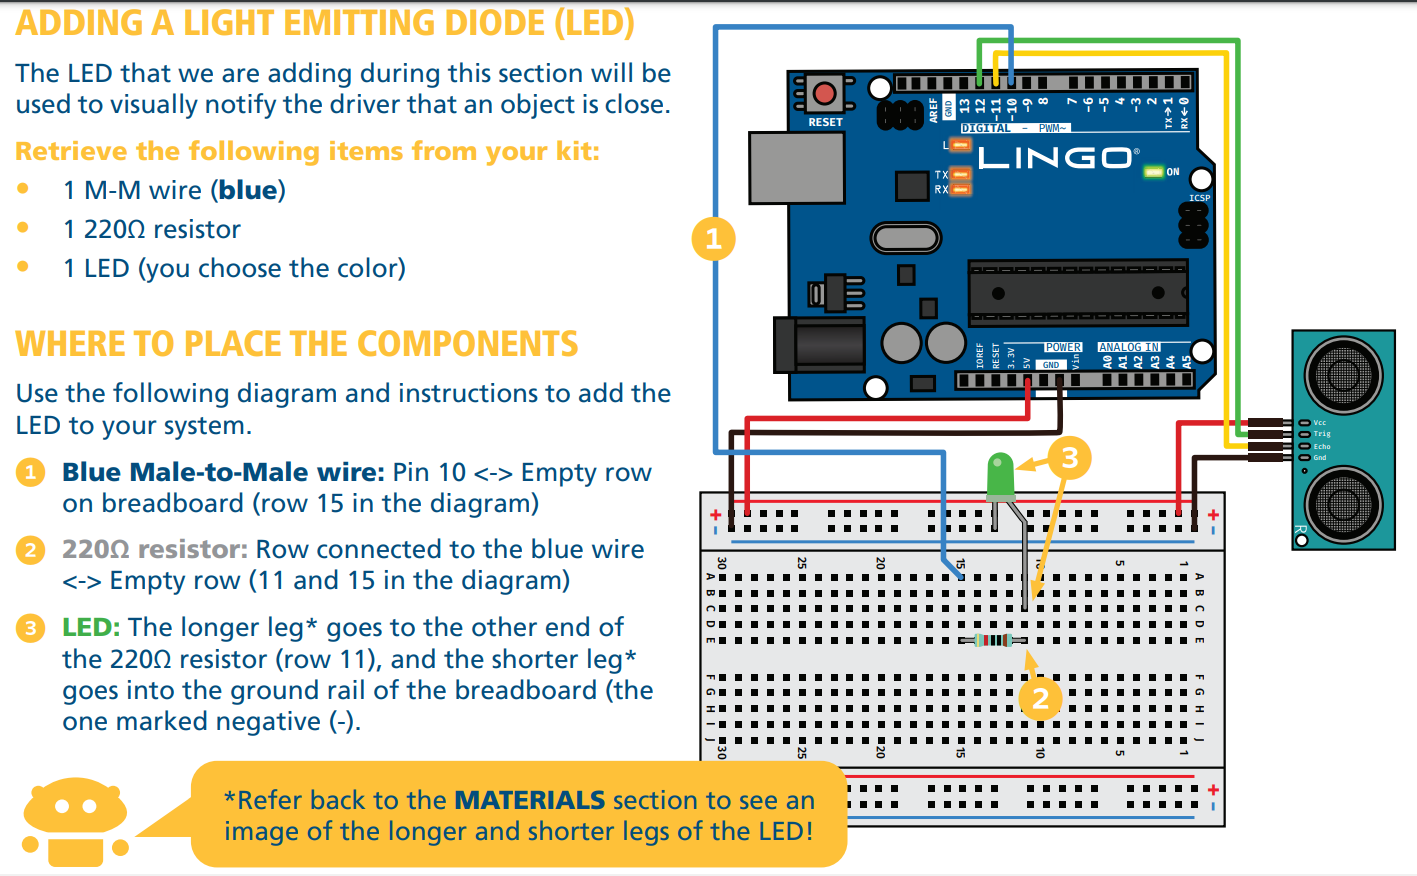 ADDING A LIGHT EMITTING DIODE (LED)
The LED that we are adding during this section will be
used to visually notify the driver that an object is close.
Retrieve the following items from your kit:
• 1 M-M wire (blue)
• 1 220Ω resistor
• 1 LED (you choose the color)
WHERE TO PLACE THE COMPONENTS
Use the following diagram and instructions to add the
LED to your system.
1 Blue Male-to-Male wire: Pin 10 <-> Empty row
on breadboard (row 15 in the diagram)
2 220Ω resistor: Row connected to the blue wire
<-> Empty row (11 and 15 in the diagram)
3 LED: The longer leg* goes to the other end of
the 220Ω resistor (row 11), and the shorter leg*
goes into the ground rail of the breadboard (the
one marked negative (-).
*Refer back to the MATERIALS section to see an
image of the longer and shorter legs of the LED!
RESET
AREF
GND
13
12
~11
~10
~9
8
7
~6
~5
4
~3
2
TX→1
RX←0
DIGITAL - PWM~
L
LINGO®
TX
RX
ON
ICSP
1
POWER
ANALOG IN
IOREF
RESET
3.3V
5V
GND
Vin
A0
A1
A2
A3
A4
A5
Vcc
Trig
Echo
Gnd
R
3
+ +
- -
30 25 20 15 10 5 1
A A
B B
C C
D D
E E
F F
G G
H H
I I
J J
30 25 20 15 10 5 1
2
+
-